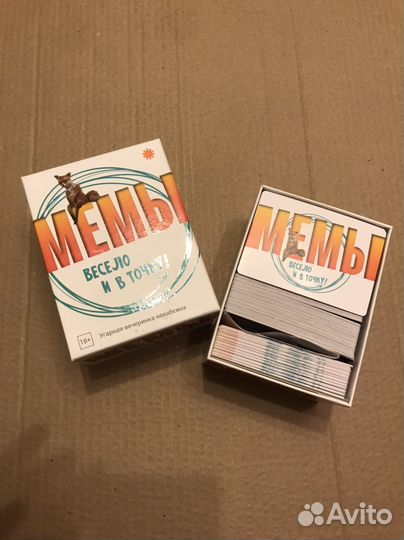 МЕМЫ
ВЕСЕЛО
И В ТОЧКУ!
18+
Угарная вечеринка неизбежна
МЕМЫ
ВЕСЕЛО
И В ТОЧКУ!
Avito